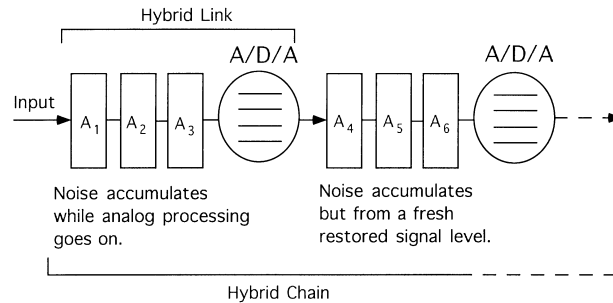 Hybrid Link
A/D/A
A/D/A
Input
A1
A2
A3
A4
A5
A6
Noise accumulates
while analog processing
goes on.
Noise accumulates
but from a fresh
restored signal level.
Hybrid Chain